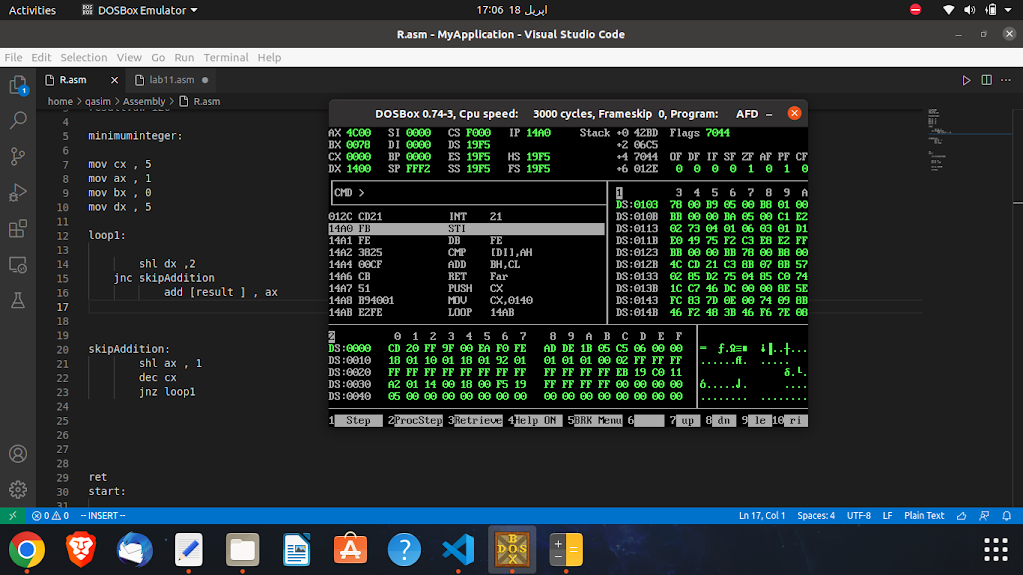 Activities DOSBox Emulator 17:06 اپریل 18
R.asm - MyApplication - Visual Studio Code
File Edit Selection View Go Run Terminal Help
R.asm lab11.asm
home > qasim > Assembly > R.asm
4
5 minimuminteger:
6
7 mov cx , 5
8 mov ax , 1
9 mov bx , 0
10 mov dx , 5
11
12 loop1:
13
14 shl dx ,2
15 jnc skipAddition
16 add [result ] , ax
17
18
19
20 skipAddition:
21 shl ax , 1
22 dec cx
23 jnz loop1
24
25
26
27
28
29 ret
30 start:
31
DOSBox 0.74-3, Cpu speed: 3000 cycles, Frameskip 0, Program: AFD
AX 4C00 SI 0000 CS F000 IP 14A0 Stack +0 42BD Flags 7044
BX 0078 DI 0000 DS 19F5 +2 06C5
CX 0000 BP 0000 ES 19F5 HS 19F5 +4 7044 OF DF IF SF ZF AF PF CF
DX 1400 SP FFF2 SS 19F5 FS 19F5 +6 012E 0 0 0 0 1 0 1 0
CMD >
012C CD21 INT 21
14A0 FB STI
14A1 FE DB FE
14A2 3825 CMP [DI],AH
14A4 00CF ADD BH,CL
14A6 CB RET Far
14A7 51 PUSH CX
14A8 B94001 MOV CX,0140
14AB E2FE LOOP 14AB
1 3 4 5 6 7 8 9 A
DS:0103 78 00 B9 05 00 B8 01 00
DS:010B BB 00 00 BA 05 00 C1 E2
DS:0113 02 73 04 01 06 03 01 D1
DS:011B E0 49 75 F2 C3 E8 E2 FF
DS:0123 BB 00 00 BB 78 00 B8 00
DS:012B 4C CD 21 C3 8B 07 8B 57
DS:0133 02 85 D2 75 04 85 C0 74
DS:013B 1C C7 46 DC 00 00 8E 5E
DS:0143 FC 83 7D 0E 00 74 09 8B
DS:014B 46 F2 48 3B 46 F6 7E 08
2 0 1 2 3 4 5 6 7 8 9 A B C D E F
DS:0000 CD 20 FF 9F 00 EA F0 FE AD DE 1B 05 C5 06 00 00
DS:0010 18 01 10 01 18 01 92 01 01 01 01 00 02 FF FF FF
DS:0020 FF FF FF FF FF FF FF FF FF FF FF FF EB 19 C0 11
DS:0030 A2 01 14 00 18 00 F5 19 FF FF FF FF 00 00 00 00
DS:0040 05 00 00 00 00 00 00 00 00 00 00 00 00 00 00 00
1 Step 2ProcStep 3Retrieve 4Help ON 5BRK Menu 6 7 up 8 dn 9 le 10 ri
0 0 -- INSERT -- Ln 17, Col 1 Spaces: 4 UTF-8 LF Plain Text